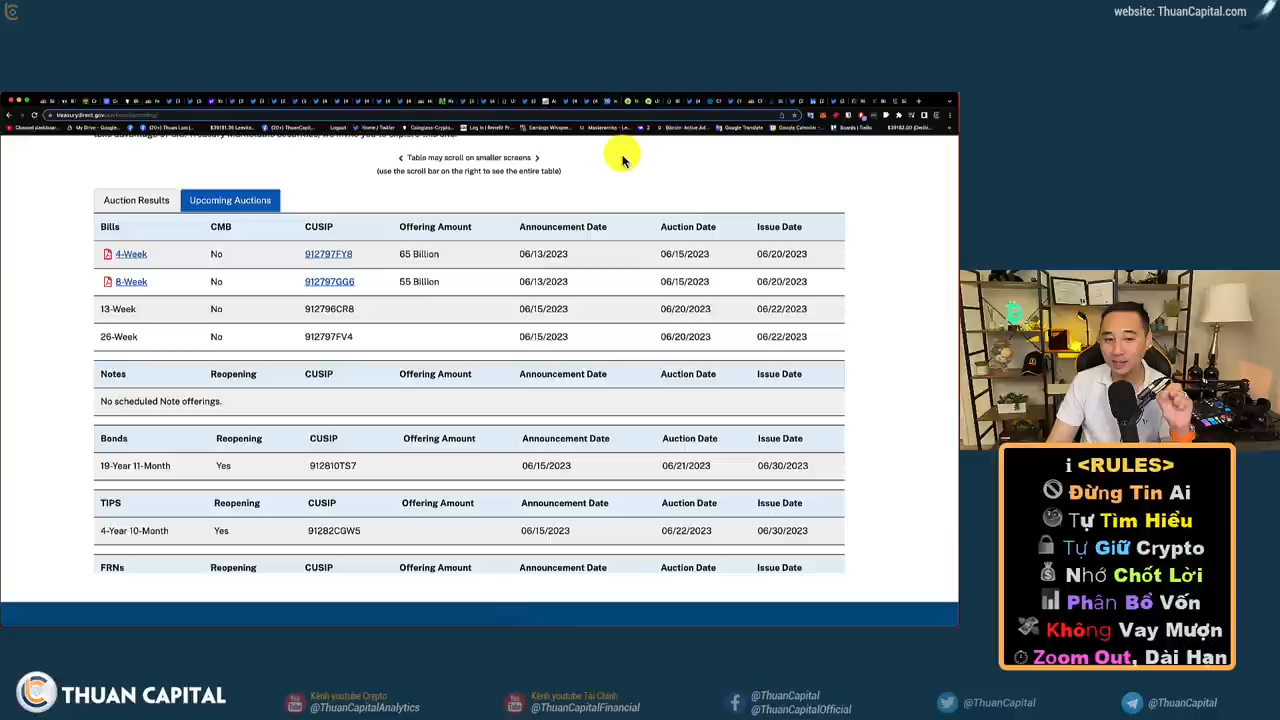 website: ThuanCapital.com
treasurydirect.gov
Table may scroll on smaller screens
(use the scroll bar on the right to see the entire table)
Auction Results Upcoming Auctions
Bills CMB CUSIP Offering Amount Announcement Date Auction Date Issue Date
4-Week No 912797FY8 65 Billion 06/13/2023 06/15/2023 06/20/2023
8-Week No 912797GG6 55 Billion 06/13/2023 06/15/2023 06/20/2023
13-Week No 912796CR8 06/15/2023 06/20/2023 06/22/2023
26-Week No 912797FV4 06/15/2023 06/20/2023 06/22/2023
Notes Reopening CUSIP Offering Amount Announcement Date Auction Date Issue Date
No scheduled Note offerings.
Bonds Reopening CUSIP Offering Amount Announcement Date Auction Date Issue Date
19-Year 11-Month Yes 912810TS7 06/15/2023 06/21/2023 06/30/2023
TIPS Reopening CUSIP Offering Amount Announcement Date Auction Date Issue Date
4-Year 10-Month Yes 91282CGW5 06/15/2023 06/22/2023 06/30/2023
FRNs Reopening CUSIP Offering Amount Announcement Date Auction Date Issue Date
<RULES>
Đừng Tin Ai
Tự Tìm Hiểu
Tự Giữ Crypto
Nhớ Chốt Lời
Phân Bổ Vốn
Không Vay Mượn
Zoom Out, Dài Hạn
THUAN CAPITAL
Kênh youtube Crypto
@ThuanCapitalAnalytics
Kênh youtube Tài Chính
@ThuanCapitalFinancial
@ThuanCapital
@ThuanCapitalOfficial
@ThuanCapital
@ThuanCapital